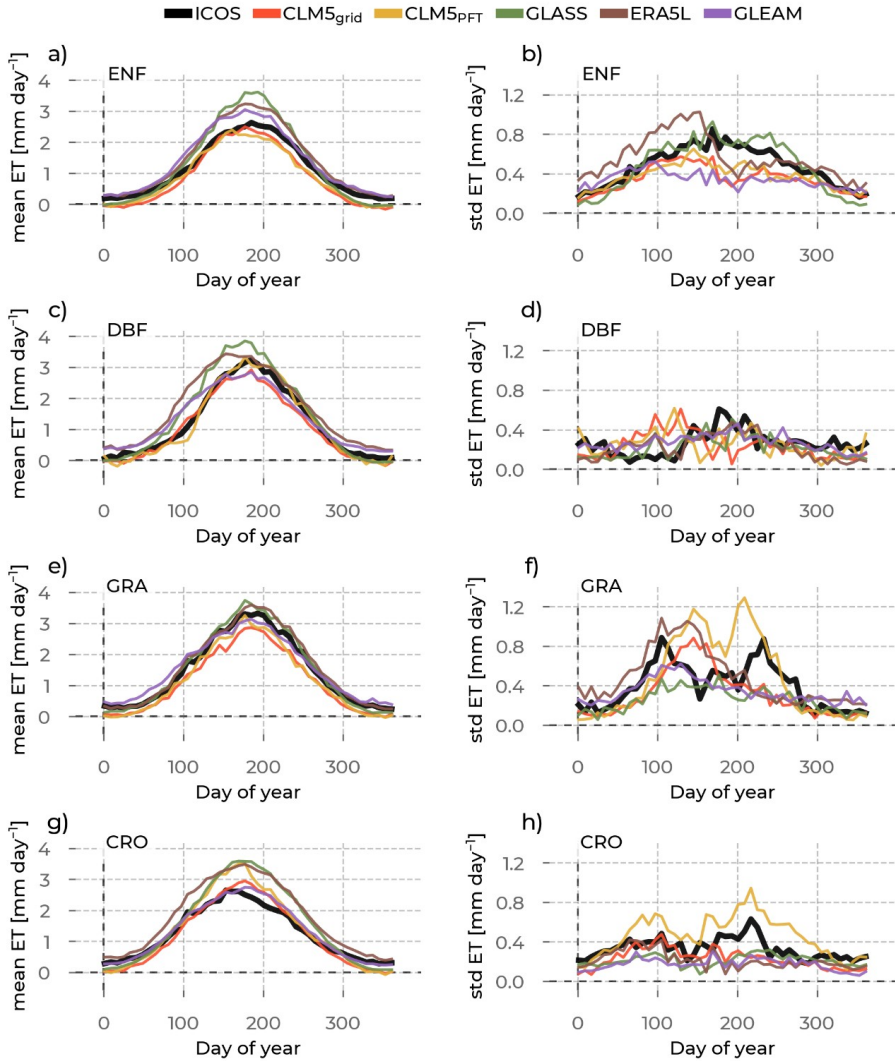 ICOS CLM5grid CLM5PFT GLASS ERA5L GLEAM
a) ENF
mean ET [mm day⁻¹]
4
3
2
1
0
0 100 200 300
Day of year
b) ENF
std ET [mm day⁻¹]
1.2
0.8
0.4
0.0
0 100 200 300
Day of year
c) DBF
mean ET [mm day⁻¹]
4
3
2
1
0
0 100 200 300
Day of year
d) DBF
std ET [mm day⁻¹]
1.2
0.8
0.4
0.0
0 100 200 300
Day of year
e) GRA
mean ET [mm day⁻¹]
4
3
2
1
0
0 100 200 300
Day of year
f) GRA
std ET [mm day⁻¹]
1.2
0.8
0.4
0.0
0 100 200 300
Day of year
g) CRO
mean ET [mm day⁻¹]
4
3
2
1
0
0 100 200 300
Day of year
h) CRO
std ET [mm day⁻¹]
1.2
0.8
0.4
0.0
0 100 200 300
Day of year